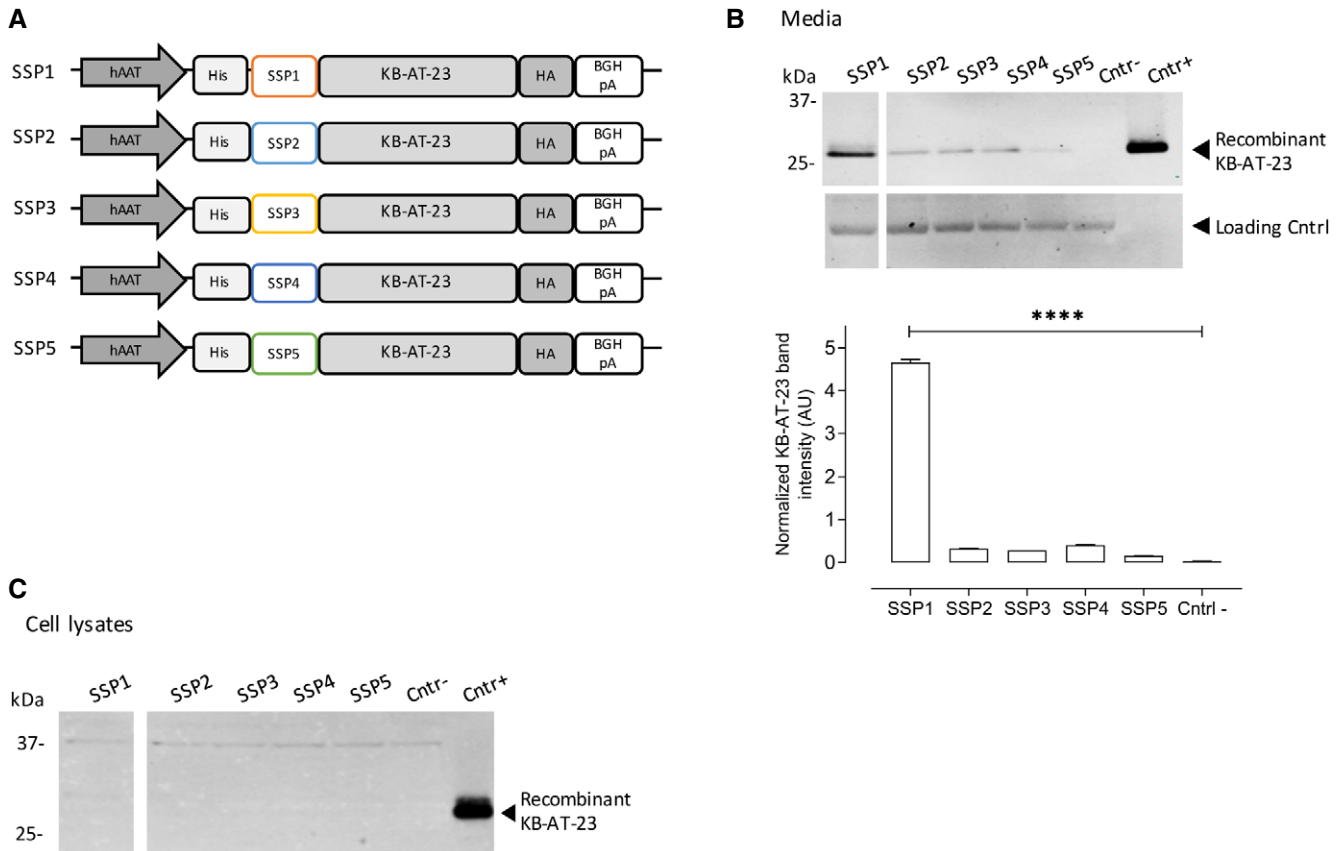 A
SSP1 hAAT His SSP1 KB-AT-23 HA BGH pA
SSP2 hAAT His SSP2 KB-AT-23 HA BGH pA
SSP3 hAAT His SSP3 KB-AT-23 HA BGH pA
SSP4 hAAT His SSP4 KB-AT-23 HA BGH pA
SSP5 hAAT His SSP5 KB-AT-23 HA BGH pA
B Media
kDa SSP1 SSP2 SSP3 SSP4 SSP5 Cntr- Cntr+
37-
25-
Recombinant
KB-AT-23
Loading Cntrl
****
Normalized KB-AT-23 band
intensity (AU)
5
4
3
2
1
0
SSP1 SSP2 SSP3 SSP4 SSP5 Cntrl -
C
Cell lysates
kDa SSP1 SSP2 SSP3 SSP4 SSP5 Cntr- Cntr+
37-
25-
Recombinant
KB-AT-23